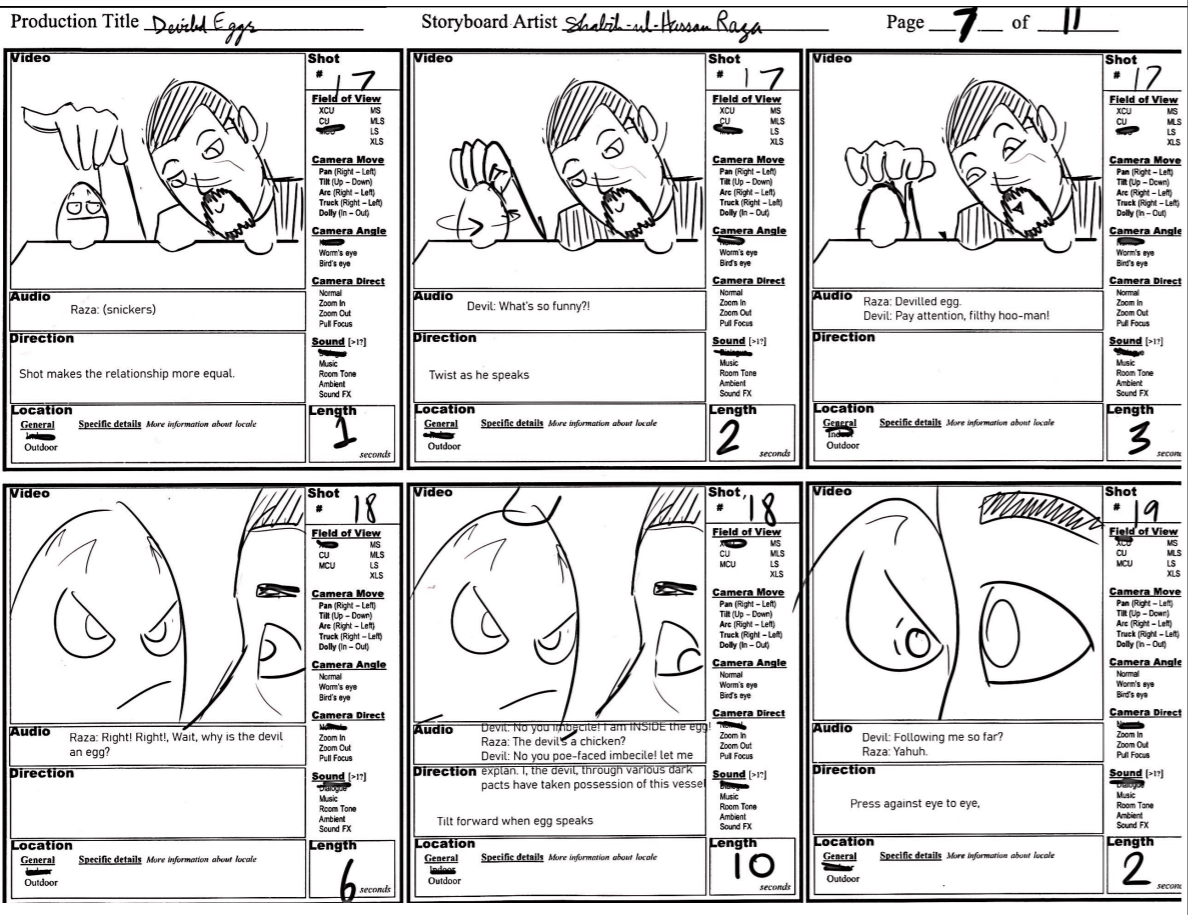 Production Title Deviled Eggs Storyboard Artist Shabih-ul-Hassan Raza Page 7 of 11
Video
Shot
# 17
Field of View
XCU MS
CU MLS
LS
XLS
Camera Move
Pan (Right – Left)
Tilt (Up – Down)
Arc (Right – Left)
Truck (Right – Left)
Dolly (In – Out)
Camera Angle
Worm's eye
Bird's eye
Camera Direct
Normal
Zoom In
Zoom Out
Pull Focus
Audio
Raza: (snickers)
Direction
Shot makes the relationship more equal.
Sound [>1?]
Dialogue
Music
Room Tone
Ambient
Sound FX
Location
General Specific details More information about locale
Indoor
Outdoor
Length
1
seconds
Video
Shot
# 17
Field of View
XCU MS
CU MLS
LS
XLS
Camera Move
Pan (Right – Left)
Tilt (Up – Down)
Arc (Right – Left)
Truck (Right – Left)
Dolly (In – Out)
Camera Angle
Worm's eye
Bird's eye
Camera Direct
Normal
Zoom In
Zoom Out
Pull Focus
Audio
Devil: What's so funny?!
Direction
Twist as he speaks
Sound [>1?]
Dialogue
Music
Room Tone
Ambient
Sound FX
Location
General Specific details More information about locale
Outdoor
Length
2
seconds
Video
Shot
# 17
Field of View
XCU MS
CU MLS
LS
XLS
Camera Move
Pan (Right – Left)
Tilt (Up – Down)
Arc (Right – Left)
Truck (Right – Left)
Dolly (In – Out)
Camera Angle
Worm's eye
Bird's eye
Camera Direct
Normal
Zoom In
Zoom Out
Pull Focus
Audio
Raza: Devilled egg.
Devil: Pay attention, filthy hoo-man!
Direction
Sound [>1?]
Dialogue
Music
Room Tone
Ambient
Sound FX
Location
General Specific details More information about locale
Indoor
Outdoor
Length
3
secon
Video
Shot
# 18
Field of View
MS
CU MLS
MCU LS
XLS
Camera Move
Pan (Right – Left)
Tilt (Up – Down)
Arc (Right – Left)
Truck (Right – Left)
Dolly (In – Out)
Camera Angle
Normal
Worm's eye
Bird's eye
Camera Direct
Zoom In
Zoom Out
Pull Focus
Audio
Raza: Right! Right!, Wait, why is the devil
an egg?
Direction
Sound [>1?]
Dialogue
Music
Room Tone
Ambient
Sound FX
Location
General Specific details More information about locale
Indoor
Outdoor
Length
6
seconds
Video
Shot
# 18
Field of View
XCU MS
CU MLS
MCU LS
XLS
Camera Move
Pan (Right – Left)
Tilt (Up – Down)
Arc (Right – Left)
Truck (Right – Left)
Dolly (In – Out)
Camera Angle
Normal
Worm's eye
Bird's eye
Camera Direct
Zoom In
Zoom Out
Pull Focus
Audio
Devil: No you imbecile! I am INSIDE the egg!
Raza: The devil's a chicken?
Devil: No you poe-faced imbecile! let me
explan. I, the devil, through various dark
pacts have taken possession of this vessel
Direction
Tilt forward when egg speaks
Sound [>1?]
Dialogue
Music
Room Tone
Ambient
Sound FX
Location
General Specific details More information about locale
Indoor
Outdoor
Length
10
seconds
Video
Shot
# 19
Field of View
XCU MS
CU MLS
MCU LS
XLS
Camera Move
Pan (Right – Left)
Tilt (Up – Down)
Arc (Right – Left)
Truck (Right – Left)
Dolly (In – Out)
Camera Angle
Normal
Worm's eye
Bird's eye
Camera Direct
Zoom In
Zoom Out
Pull Focus
Audio
Devil: Following me so far?
Raza: Yahuh.
Direction
Press against eye to eye,
Sound [>1?]
Dialogue
Music
Room Tone
Ambient
Sound FX
Location
General Specific details More information about locale
Outdoor
Length
2
secon